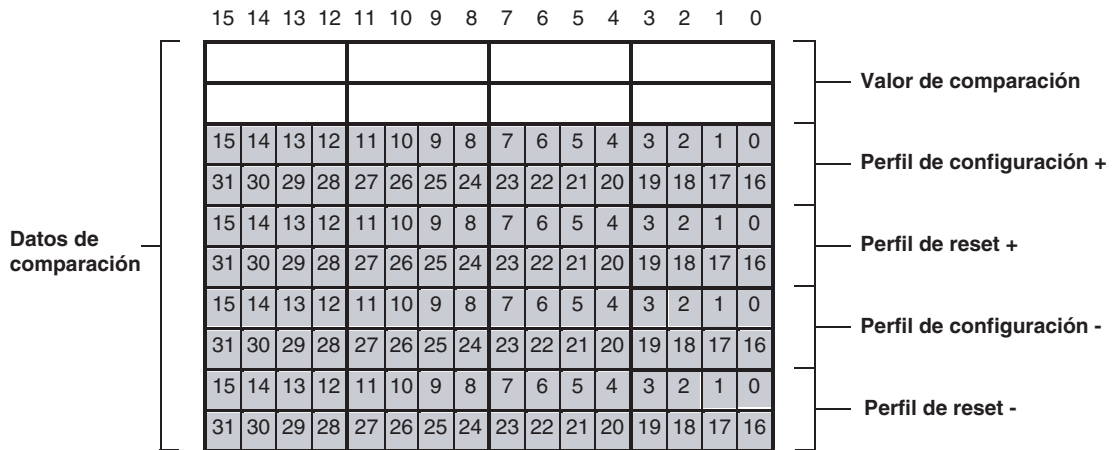 15 14 13 12 11 10 9 8 7 6 5 4 3 2 1 0
Valor de comparación
15 14 13 12 11 10 9 8 7 6 5 4 3 2 1 0
Perfil de configuración +
31 30 29 28 27 26 25 24 23 22 21 20 19 18 17 16
15 14 13 12 11 10 9 8 7 6 5 4 3 2 1 0
Datos de
comparación
Perfil de reset +
31 30 29 28 27 26 25 24 23 22 21 20 19 18 17 16
15 14 13 12 11 10 9 8 7 6 5 4 3 2 1 0
Perfil de configuración -
31 30 29 28 27 26 25 24 23 22 21 20 19 18 17 16
15 14 13 12 11 10 9 8 7 6 5 4 3 2 1 0
Perfil de reset -
31 30 29 28 27 26 25 24 23 22 21 20 19 18 17 16